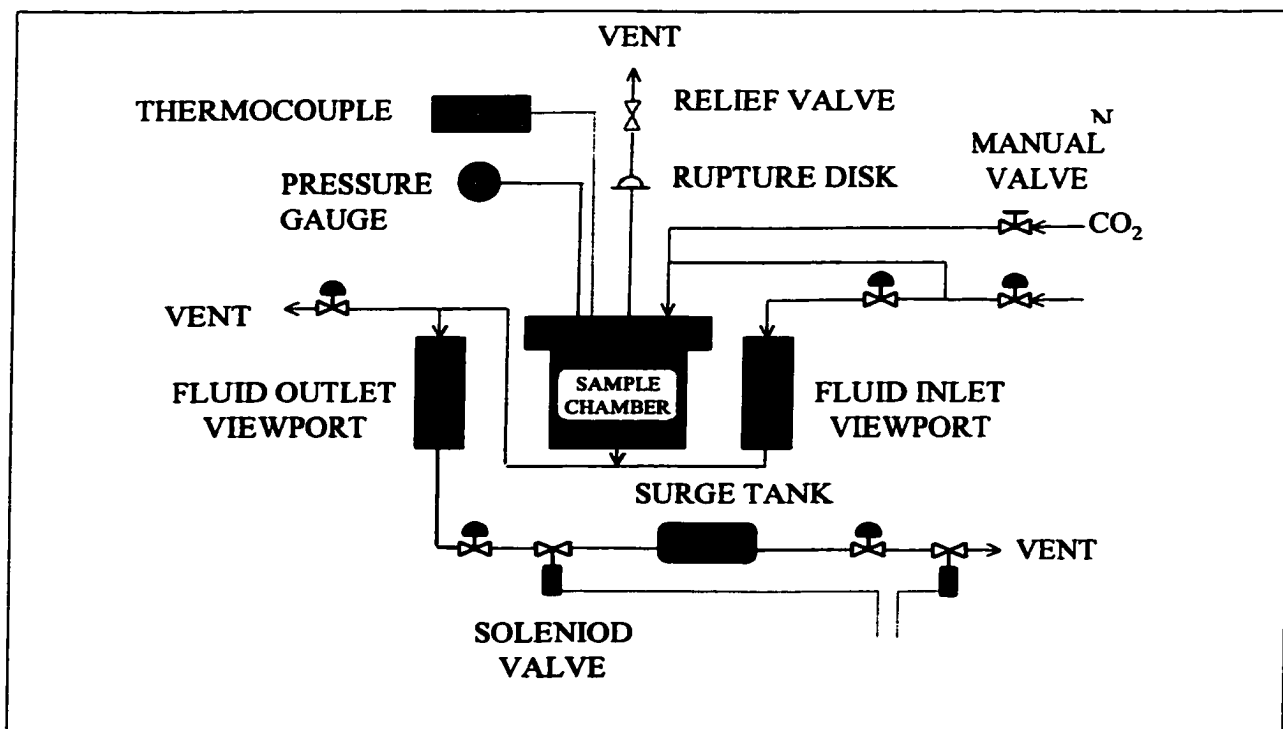 VENT
THERMOCOUPLE
RELIEF VALVE
N
MANUAL
VALVE
PRESSURE
GAUGE
RUPTURE DISK
CO₂
VENT
SAMPLE
CHAMBER
FLUID OUTLET
VIEWPORT
FLUID INLET
VIEWPORT
SURGE TANK
VENT
SOLENIOD
VALVE